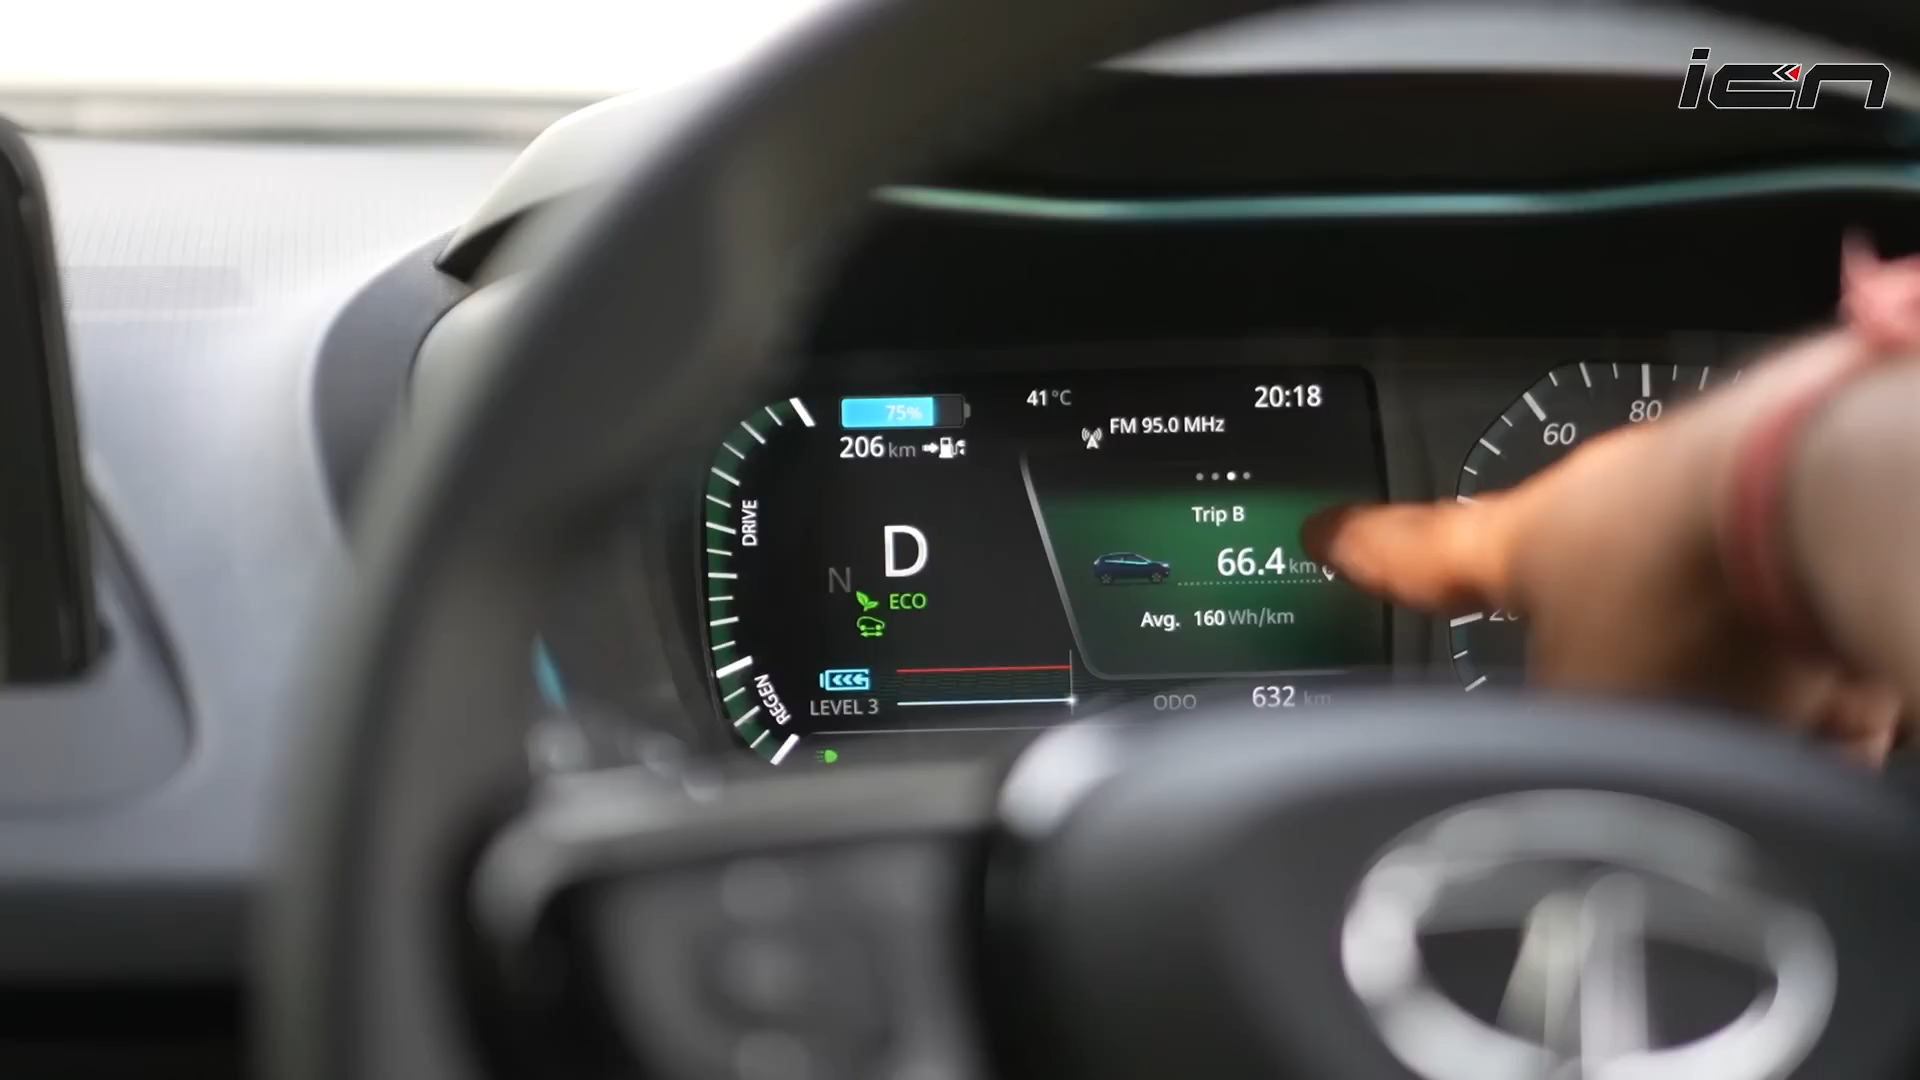 ien
75%
41°C
20:18
206 km
FM 95.0 MHz
60
80
DRIVE
Trip B
D
N
66.4 km
ECO
Avg. 160 Wh/km
REGEN
LEVEL 3
ODO 632 km